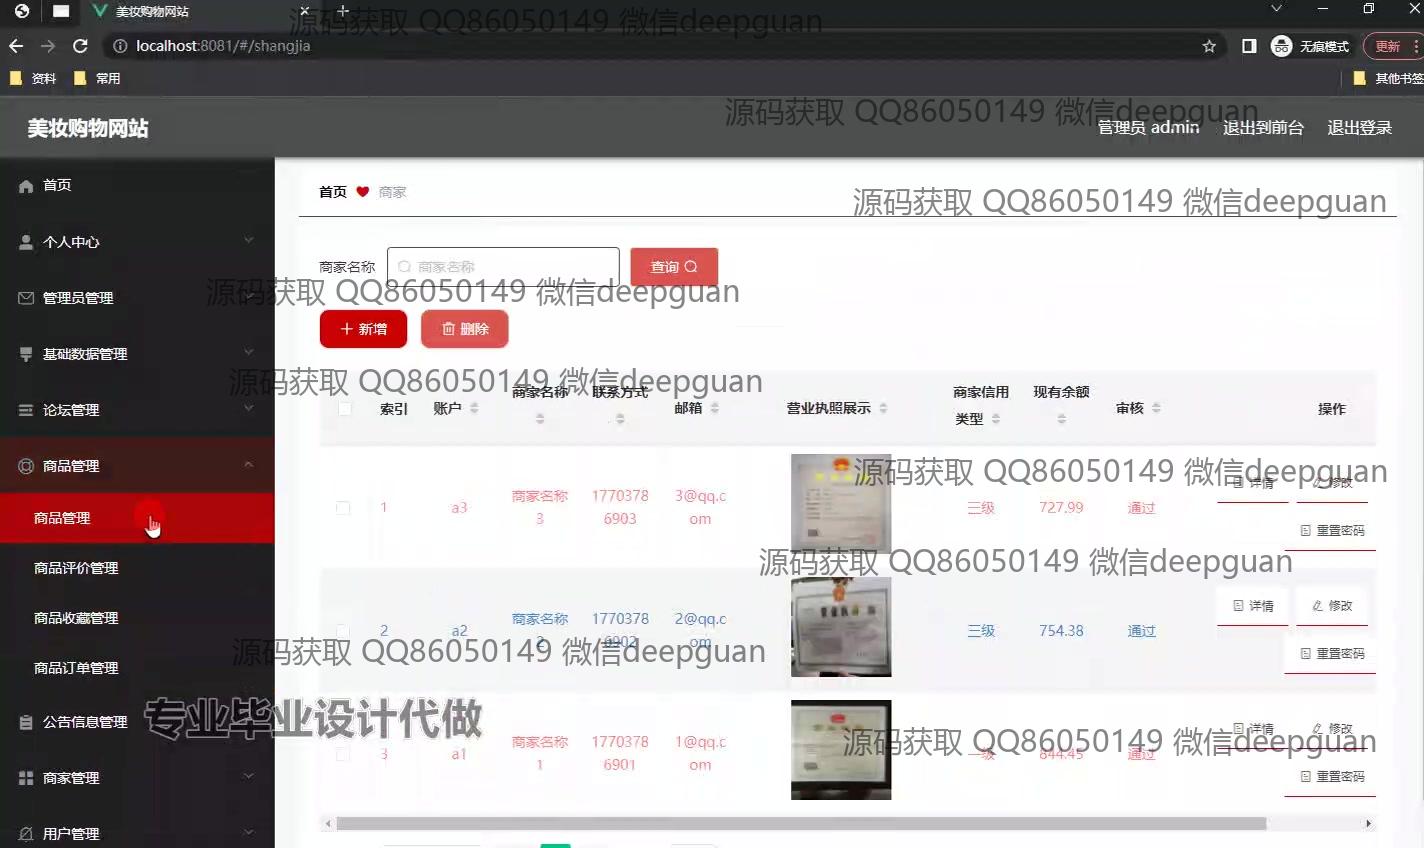 美妆购物网站
源码获取 QQ86050149 微信deepguan
localhost:8081/#/shangjia
无痕模式
更新
资料
常用
其他书签
美妆购物网站
源码获取 QQ86050149 微信deepguan
管理员 admin
退出到前台
退出登录
首页
个人中心
管理员管理
基础数据管理
论坛管理
商品管理
商品管理
商品评价管理
商品收藏管理
商品订单管理
公告信息管理
商家管理
用户管理
专业毕业设计代做
首页 商家
源码获取 QQ86050149 微信deepguan
商家名称 商家名称 查询
源码获取 QQ86050149 微信deepguan
新增 删除
源码获取 QQ86050149 微信deepguan
索引 账户 商家名称 联系方式 邮箱 营业执照展示 商家信用类型 现有余额 审核 操作
源码获取 QQ86050149 微信deepguan
1 a3 商家名称3 17703786903 3@qq.com 三级 727.99 通过 详情 修改
重置密码
源码获取 QQ86050149 微信deepguan
2 a2 商家名称2 17703786902 2@qq.com 三级 754.38 通过 详情 修改
重置密码
源码获取 QQ86050149 微信deepguan
3 a1 商家名称1 17703786901 1@qq.com 844.45 通过 详情 修改
重置密码
源码获取 QQ86050149 微信deepguan